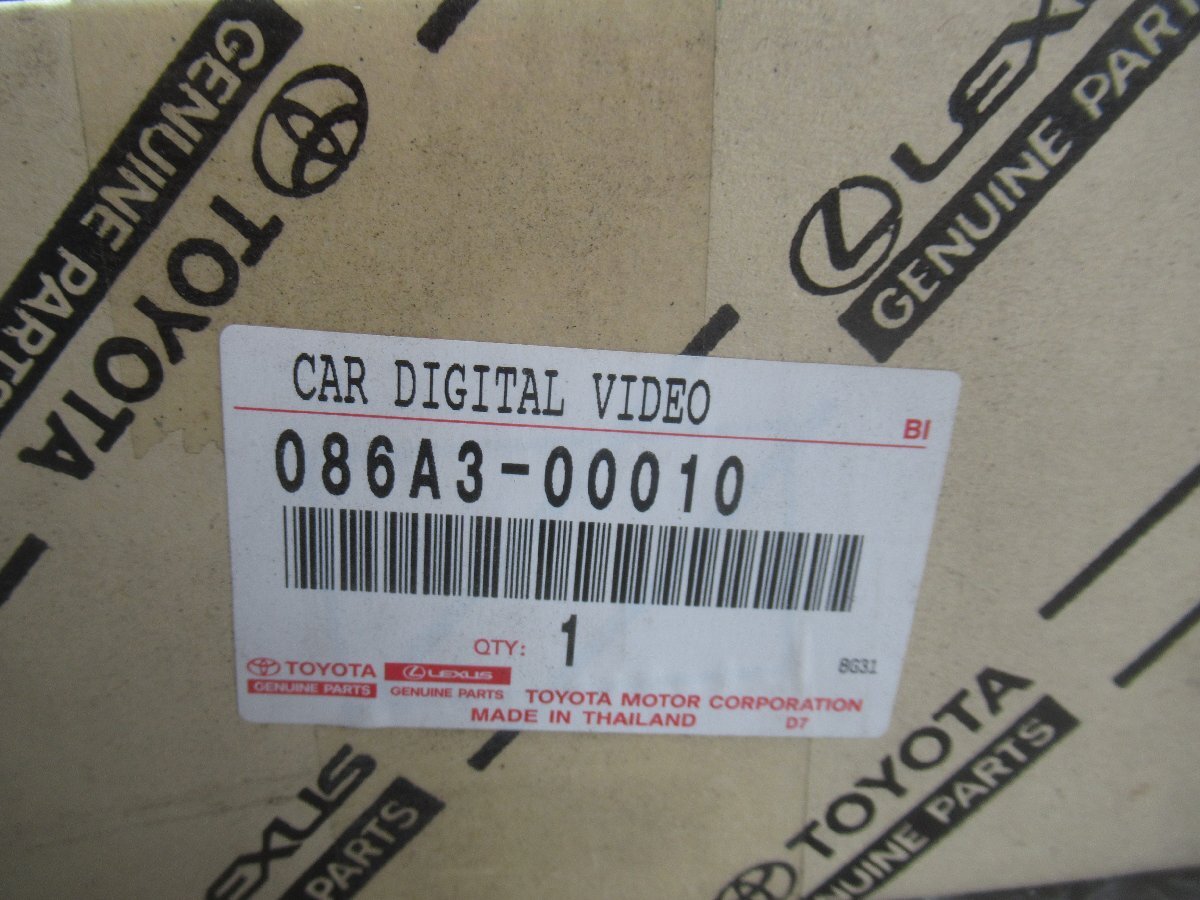 GENUINE PARTS
TOYOTA
LEXUS
GENUINE PARTS
CAR DIGITAL VIDEO
BI
086A3-00010
QTY: 1
8G31
TOYOTA
GENUINE PARTS
LEXUS
GENUINE PARTS
TOYOTA MOTOR CORPORATION
MADE IN THAILAND
D7
LEXUS
PARTS
TOYOTA
GENUINE PARTS